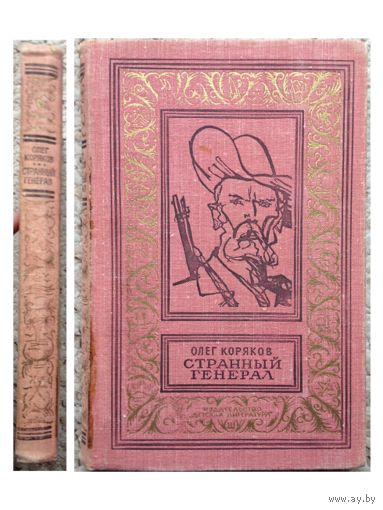 ОЛЕГ
КОРЯКОВ
СТРАННЫЙ
ГЕНЕРАЛ
ОЛЕГ КОРЯКОВ
СТРАННЫЙ
ГЕНЕРАЛ
ИЗДАТЕЛЬСТВО
"ДЕТСКАЯ ЛИТЕРАТУРА"
www.ay.by